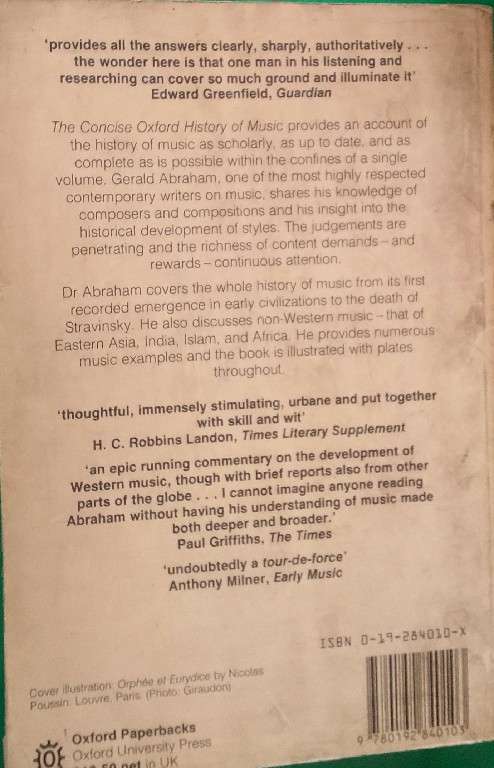 ‘provides all the answers clearly, sharply, authoritatively . . .
the wonder here is that one man in his listening and
researching can cover so much ground and illuminate it’
Edward Greenfield, Guardian
The Concise Oxford History of Music provides an account of
the history of music as scholarly, as up to date, and as
complete as is possible within the confines of a single
volume. Gerald Abraham, one of the most highly respected
contemporary writers on music, shares his knowledge of
composers and compositions and his insight into the
historical development of styles. The judgements are
penetrating and the richness of content demands – and
rewards – continuous attention.
Dr Abraham covers the whole history of music from its first
recorded emergence in early civilizations to the death of
Stravinsky. He also discusses non-Western music – that of
Eastern Asia, India, Islam, and Africa. He provides numerous
music examples and the book is illustrated with plates
throughout.
‘thoughtful, immensely stimulating, urbane and put together
with skill and wit’
H. C. Robbins Landon, Times Literary Supplement
‘an epic running commentary on the development of
Western music, though with brief reports also from other
parts of the globe . . . I cannot imagine anyone reading
Abraham without having his understanding of music made
both deeper and broader.’
Paul Griffiths, The Times
‘undoubtedly a tour-de-force’
Anthony Milner, Early Music
ISBN 0-19-284010-X
Cover illustration: Orphée et Eurydice by Nicolas
Poussin: Louvre, Paris. (Photo: Giraudon)
9 780192 840103
Oxford Paperbacks
Oxford University Press
net in UK